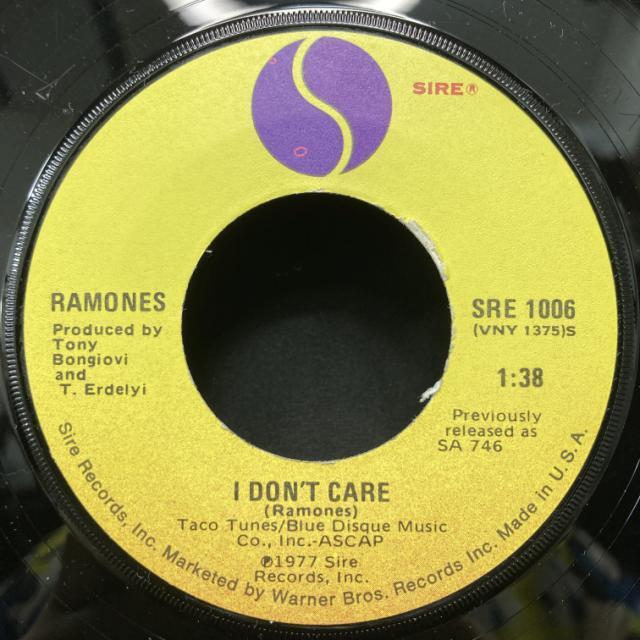 SIRE®
RAMONES
Produced by
Tony
Bongiovi
and
T. Erdelyi
SRE 1006
(VNY 1375)S
1:38
Previously
released as
SA 746
I DON'T CARE
(Ramones)
Taco Tunes/Blue Disque Music
Co., Inc.-ASCAP
℗1977 Sire
Records, Inc.
Sire Records, Inc. Marketed by Warner Bros. Records Inc. Made in U.S.A.